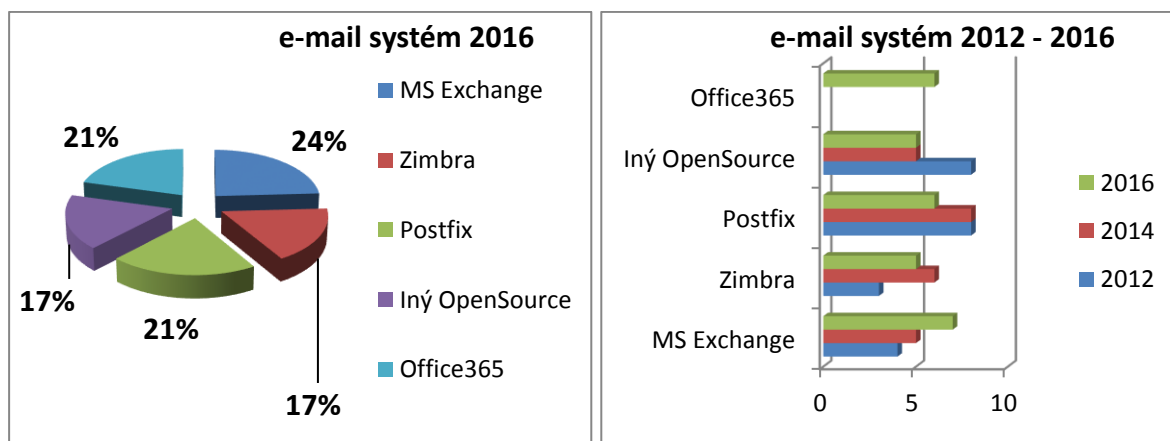 e-mail systém 2016
MS Exchange
Zimbra
Postfix
Iný OpenSource
Office365
24%
17%
21%
17%
21%
e-mail systém 2012 - 2016
Office365
Iný OpenSource
Postfix
Zimbra
MS Exchange
0 5 10
2016
2014
2012